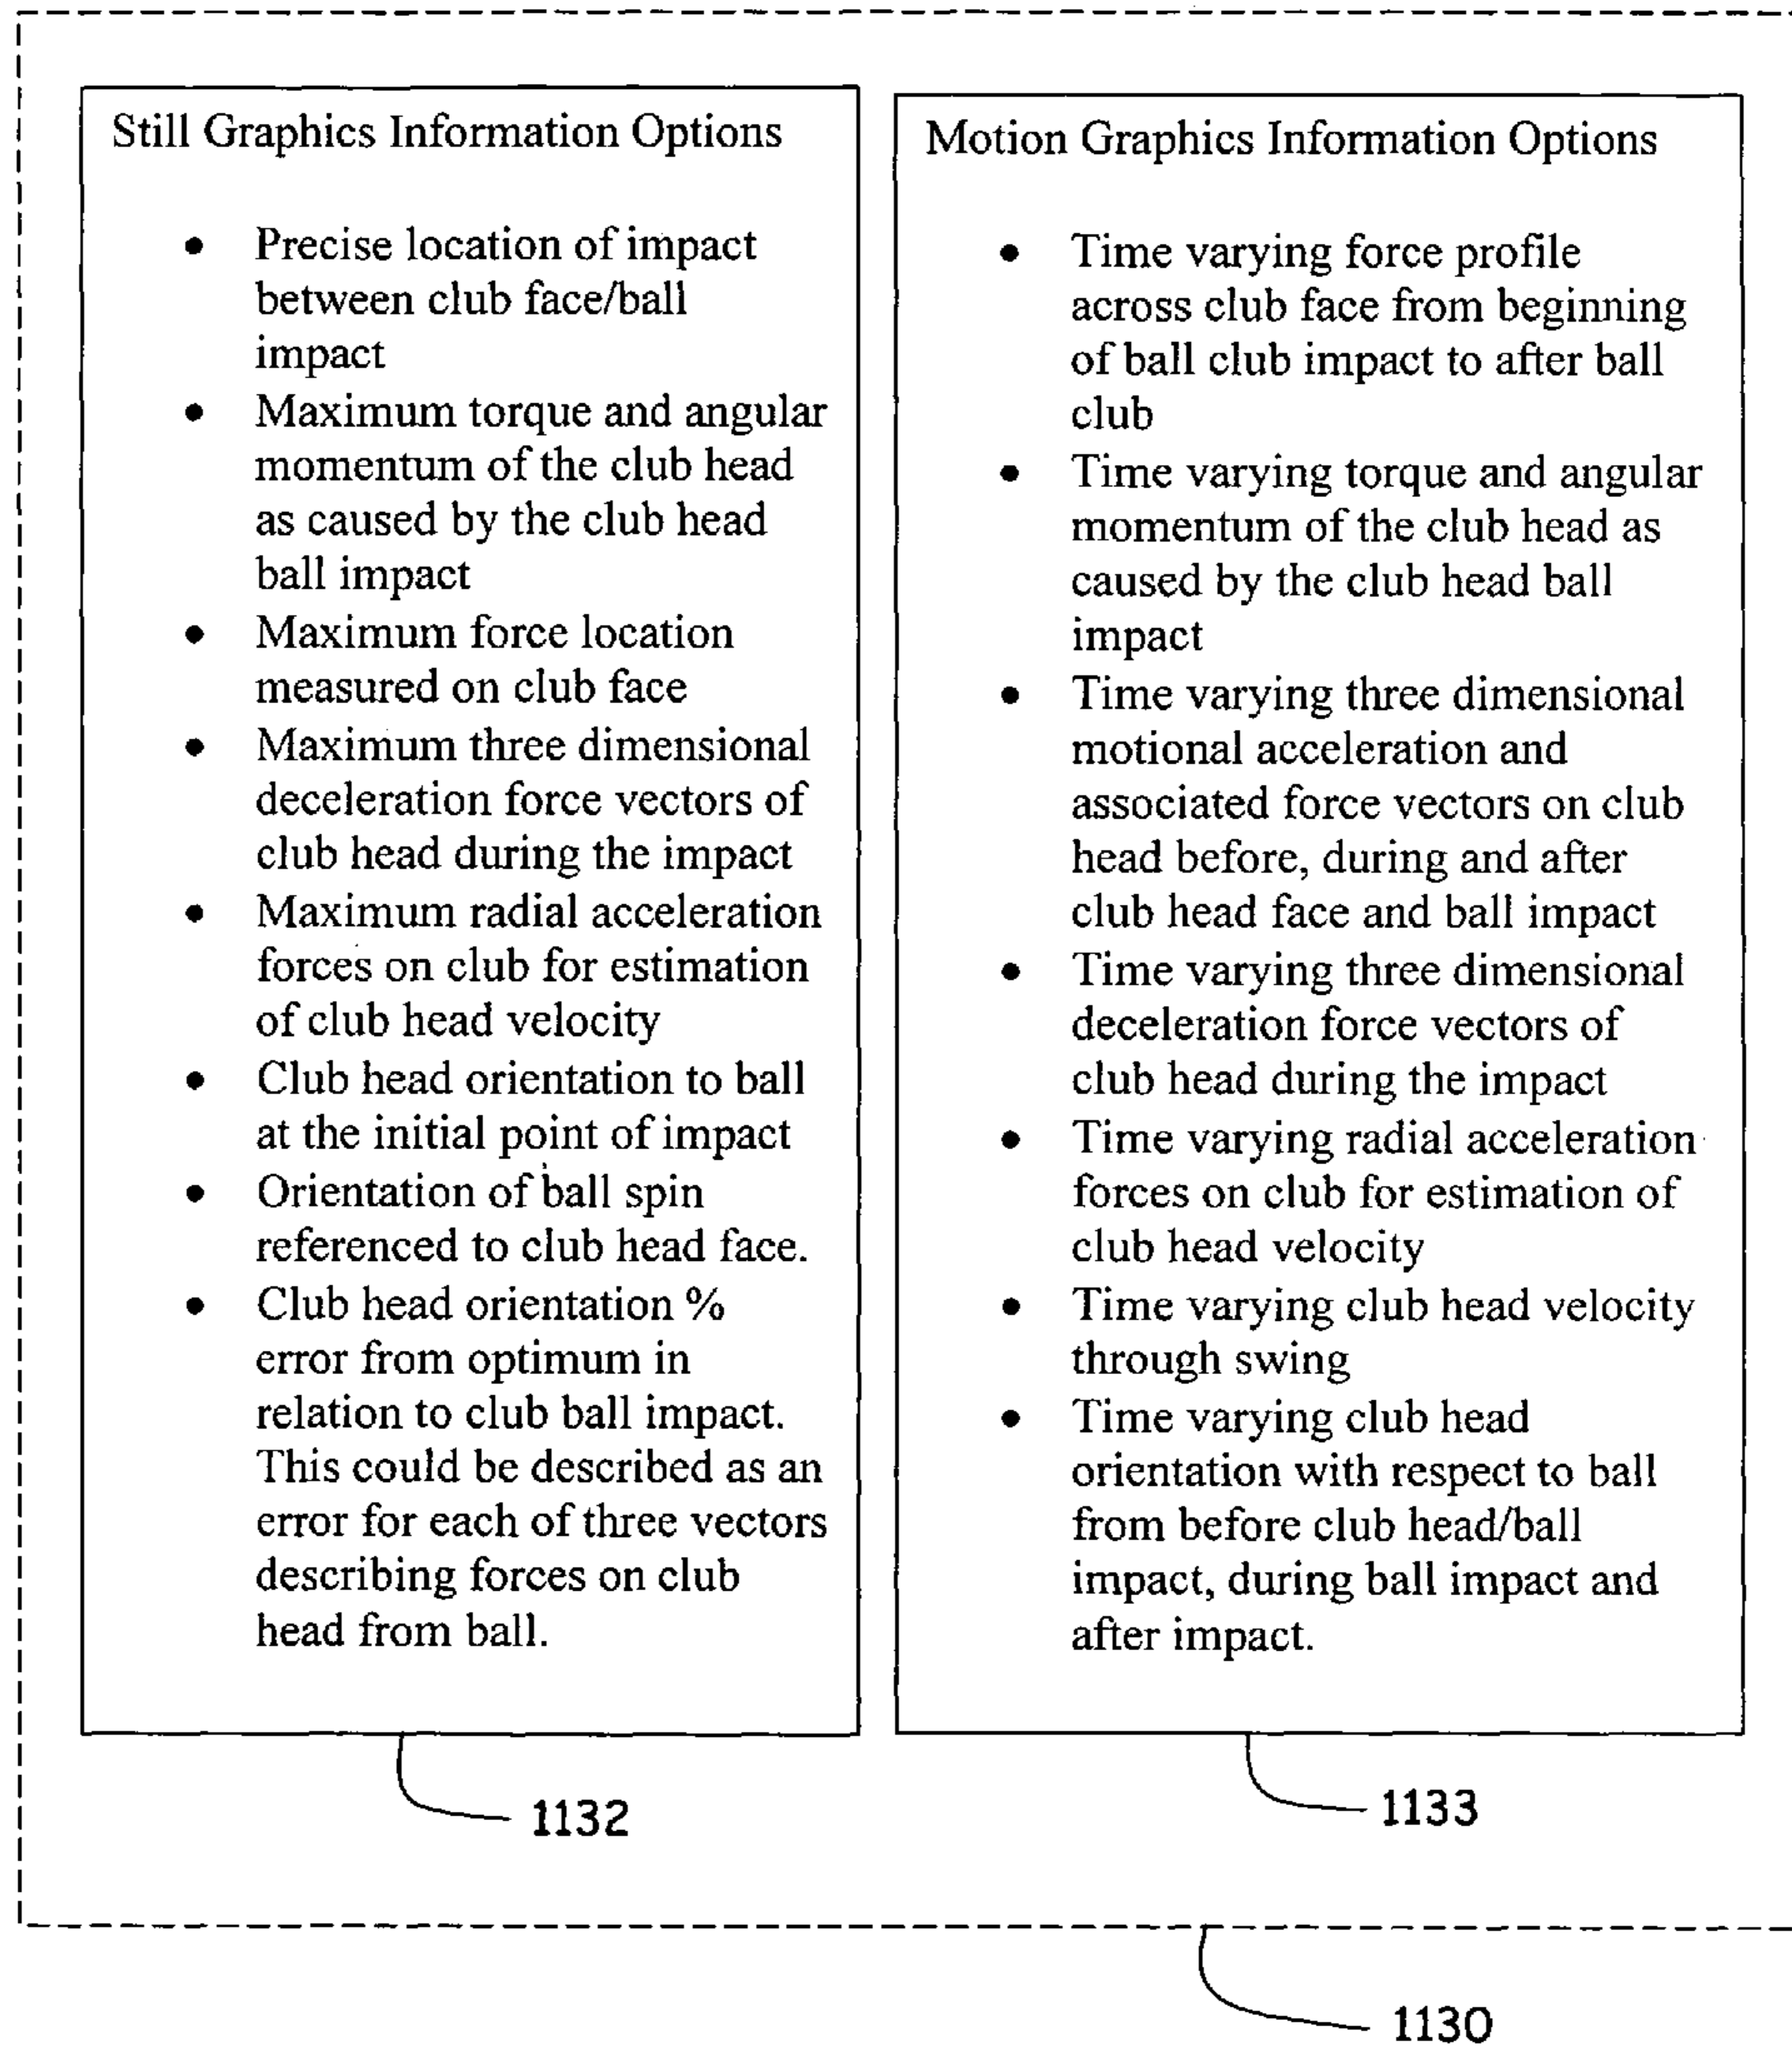 Still Graphics Information Options
• Precise location of impact
between club face/ball
impact
• Maximum torque and angular
momentum of the club head
as caused by the club head
ball impact
• Maximum force location
measured on club face
• Maximum three dimensional
deceleration force vectors of
club head during the impact
• Maximum radial acceleration
forces on club for estimation
of club head velocity
• Club head orientation to ball
at the initial point of impact
• Orientation of ball spin
referenced to club head face.
• Club head orientation %
error from optimum in
relation to club ball impact.
This could be described as an
error for each of three vectors
describing forces on club
head from ball.
1132
Motion Graphics Information Options
• Time varying force profile
across club face from beginning
of ball club impact to after ball
club
• Time varying torque and angular
momentum of the club head as
caused by the club head ball
impact
• Time varying three dimensional
motional acceleration and
associated force vectors on club
head before, during and after
club head face and ball impact
• Time varying three dimensional
deceleration force vectors of
club head during the impact
• Time varying radial acceleration
forces on club for estimation of
club head velocity
• Time varying club head velocity
through swing
• Time varying club head
orientation with respect to ball
from before club head/ball
impact, during ball impact and
after impact.
1133
1130